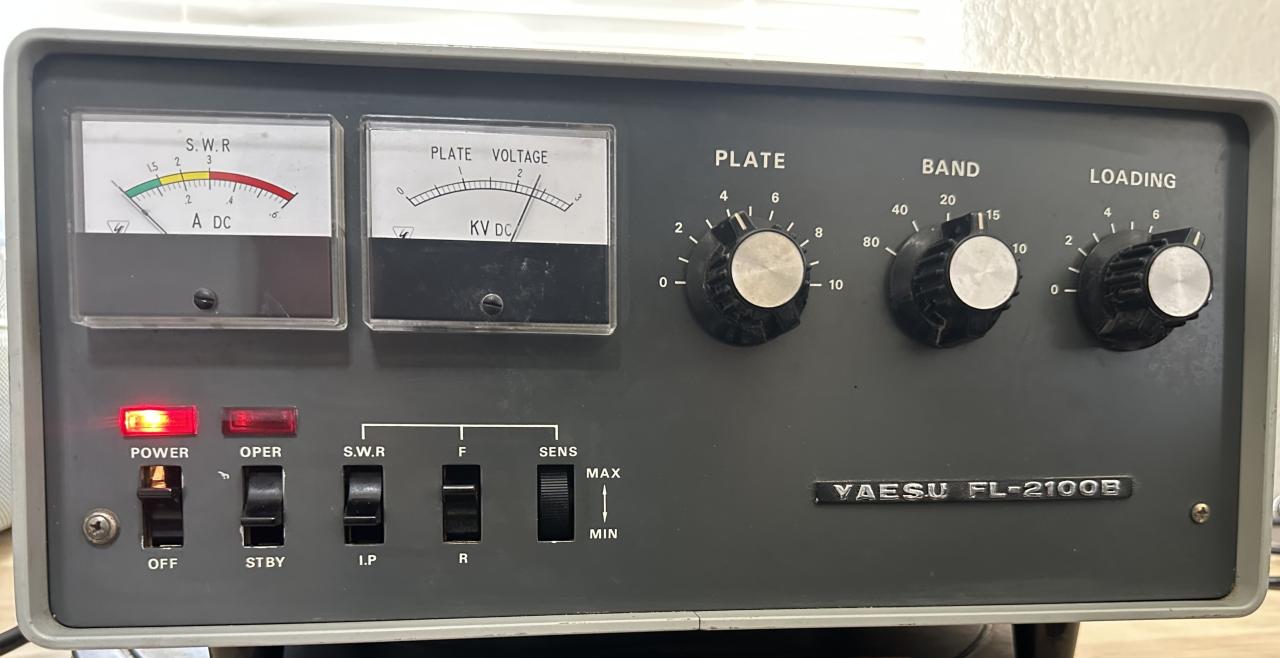 S.W.R
1.5 2 3
.2 .4 .6
A DC
PLATE VOLTAGE
0 1 2 3
KV DC
PLATE
0 2 4 6 8 10
BAND
80 40 20 15 10
LOADING
0 2 4 6
POWER OPER S.W.R F SENS
MAX
MIN
OFF STBY I.P R
YAESU FL-2100B